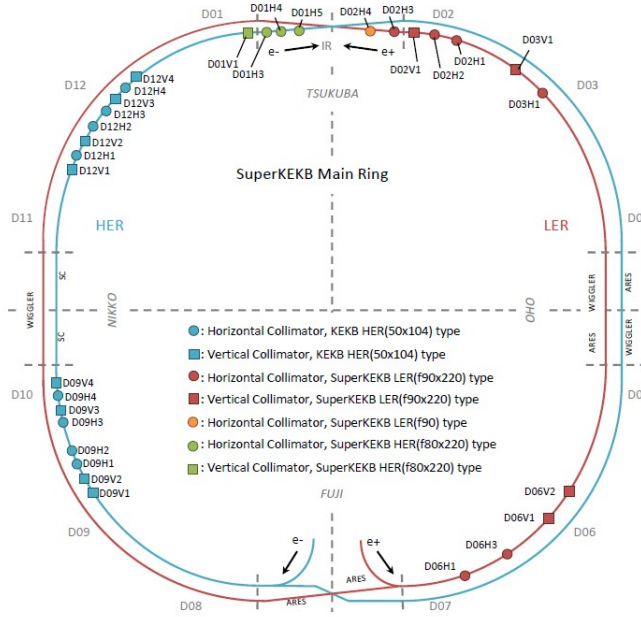 D01
D01H4
D01H5
D02H4
D02H3
D02
e-
IR
e+
D01V1
D01H3
D02V1
D02H2
D02H1
D03V1
D03
D03H1
TSUKUBA
D12
D12V4
D12H4
D12V3
D12H3
D12H2
D12V2
D12H1
D12V1
SuperKEKB Main Ring
D11
HER
LER
D0
SC
WIGGLER
ARES
WIGGLER
NIKKO
OHO
SC
ARES
WIGGLER
: Horizontal Collimator, KEKB HER(50x104) type
: Vertical Collimator, KEKB HER(50x104) type
: Horizontal Collimator, SuperKEKB LER(f90x220) type
: Vertical Collimator, SuperKEKB LER(f90x220) type
: Horizontal Collimator, SuperKEKB LER(f90) type
: Horizontal Collimator, SuperKEKB HER(f80x220) type
: Vertical Collimator, SuperKEKB HER(f80x220) type
D10
D0
D09V4
D09H4
D09V3
D09H3
D09H2
D09H1
D09V2
D09V1
FUJI
D06V2
D06V1
D06
D06H3
D06H1
D09
e-
e+
ARES
ARES
D08
D07